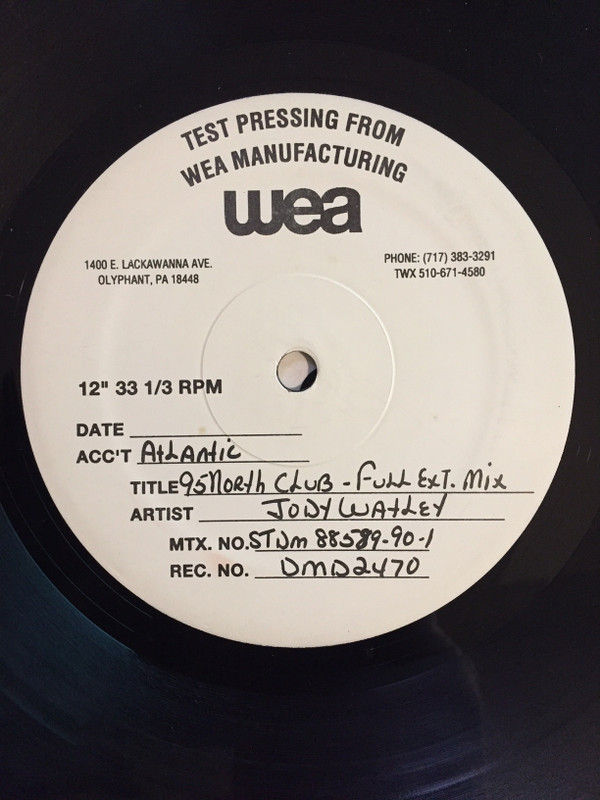 TEST PRESSING FROM
WEA MANUFACTURING
wea
1400 E. LACKAWANNA AVE.
OLYPHANT, PA 18448
PHONE: (717) 383-3291
TWX 510-671-4580
12" 33 1/3 RPM
DATE
ACC'T Atlantic
TITLE 95 North Club - Full Ext. Mix
ARTIST Jody Watley
MTX. NO. STDM 88589-90-1
REC. NO. DMD2470